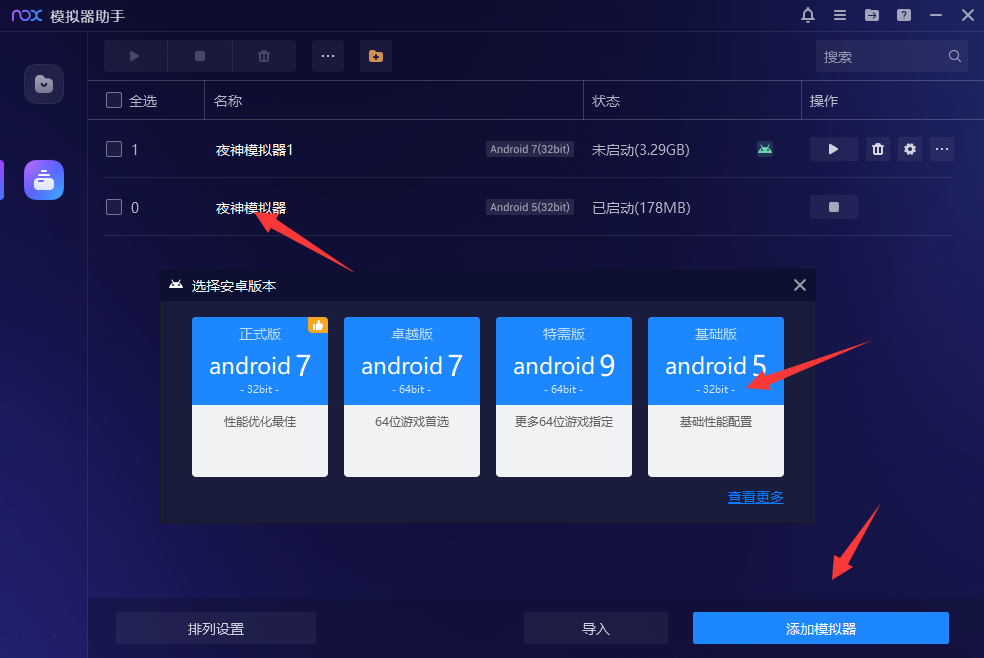 nox 模拟器助手
搜索
全选 名称 状态 操作
1 夜神模拟器1 Android 7(32bit) 未启动(3.29GB)
0 夜神模拟器 Android 5(32bit) 已启动(178MB)
选择安卓版本
正式版 卓越版 特需版 基础版
android 7 android 7 android 9 android 5
- 32bit - - 64bit - - 64bit - - 32bit -
性能优化最佳 64位游戏首选 更多64位游戏指定 基础性能配置
查看更多
排列设置 导入 添加模拟器